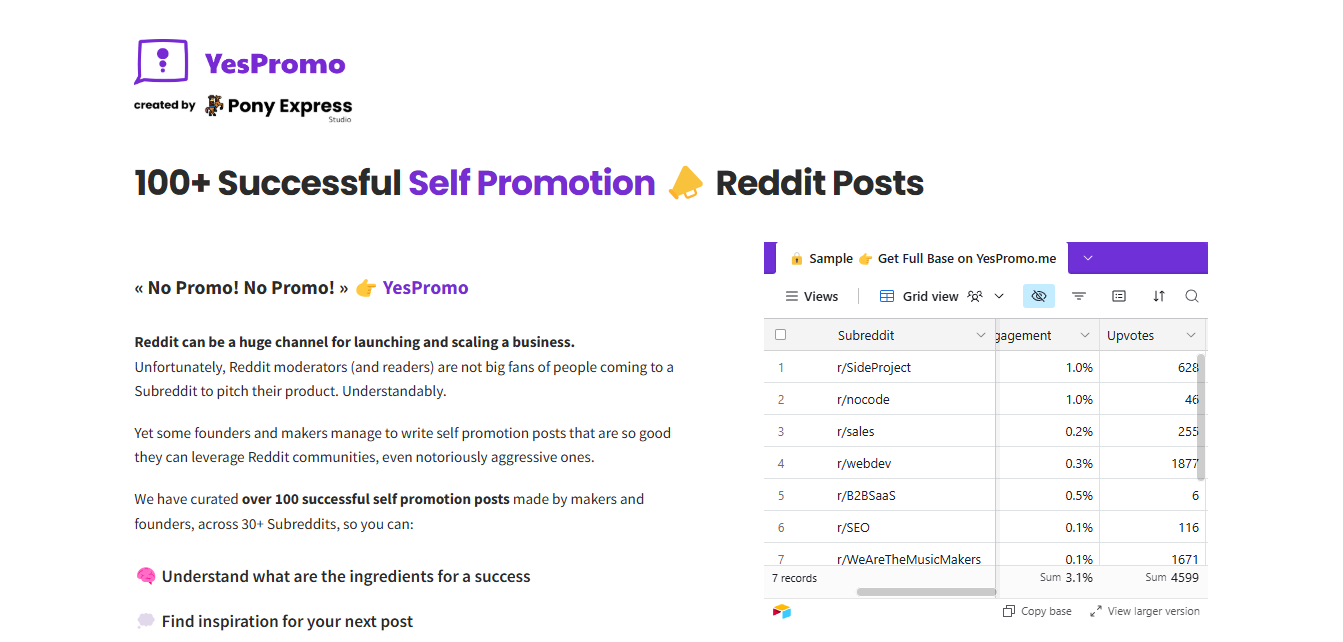 YesPromo
created by Pony Express
Studio
100+ Successful Self Promotion Reddit Posts
« No Promo! No Promo! » 👉 YesPromo
Reddit can be a huge channel for launching and scaling a business.
Unfortunately, Reddit moderators (and readers) are not big fans of people coming to a
Subreddit to pitch their product. Understandably.
Yet some founders and makers manage to write self promotion posts that are so good
they can leverage Reddit communities, even notoriously aggressive ones.
We have curated over 100 successful self promotion posts made by makers and
founders, across 30+ Subreddits, so you can:
🧠 Understand what are the ingredients for a success
💭 Find inspiration for your next post
🔒 Sample 👉 Get Full Base on YesPromo.me
Views Grid view
Subreddit gagement Upvotes
1 r/SideProject 1.0% 628
2 r/nocode 1.0% 46
3 r/sales 0.2% 255
4 r/webdev 0.3% 1877
5 r/B2BSaaS 0.5% 6
6 r/SEO 0.1% 116
7 r/WeAreTheMusicMakers 0.1% 1671
7 records Sum 3.1% Sum 4599
Copy base View larger version